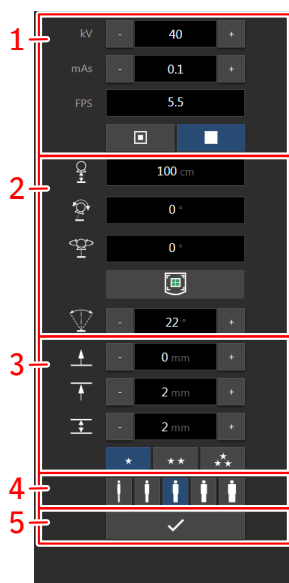 1
kV - 40 +
mAs - 0.1 +
FPS 5.5
2
100 cm
0 °
0 °
- 22 ° +
3
- 0 mm +
- 2 mm +
- 2 mm +
4
5